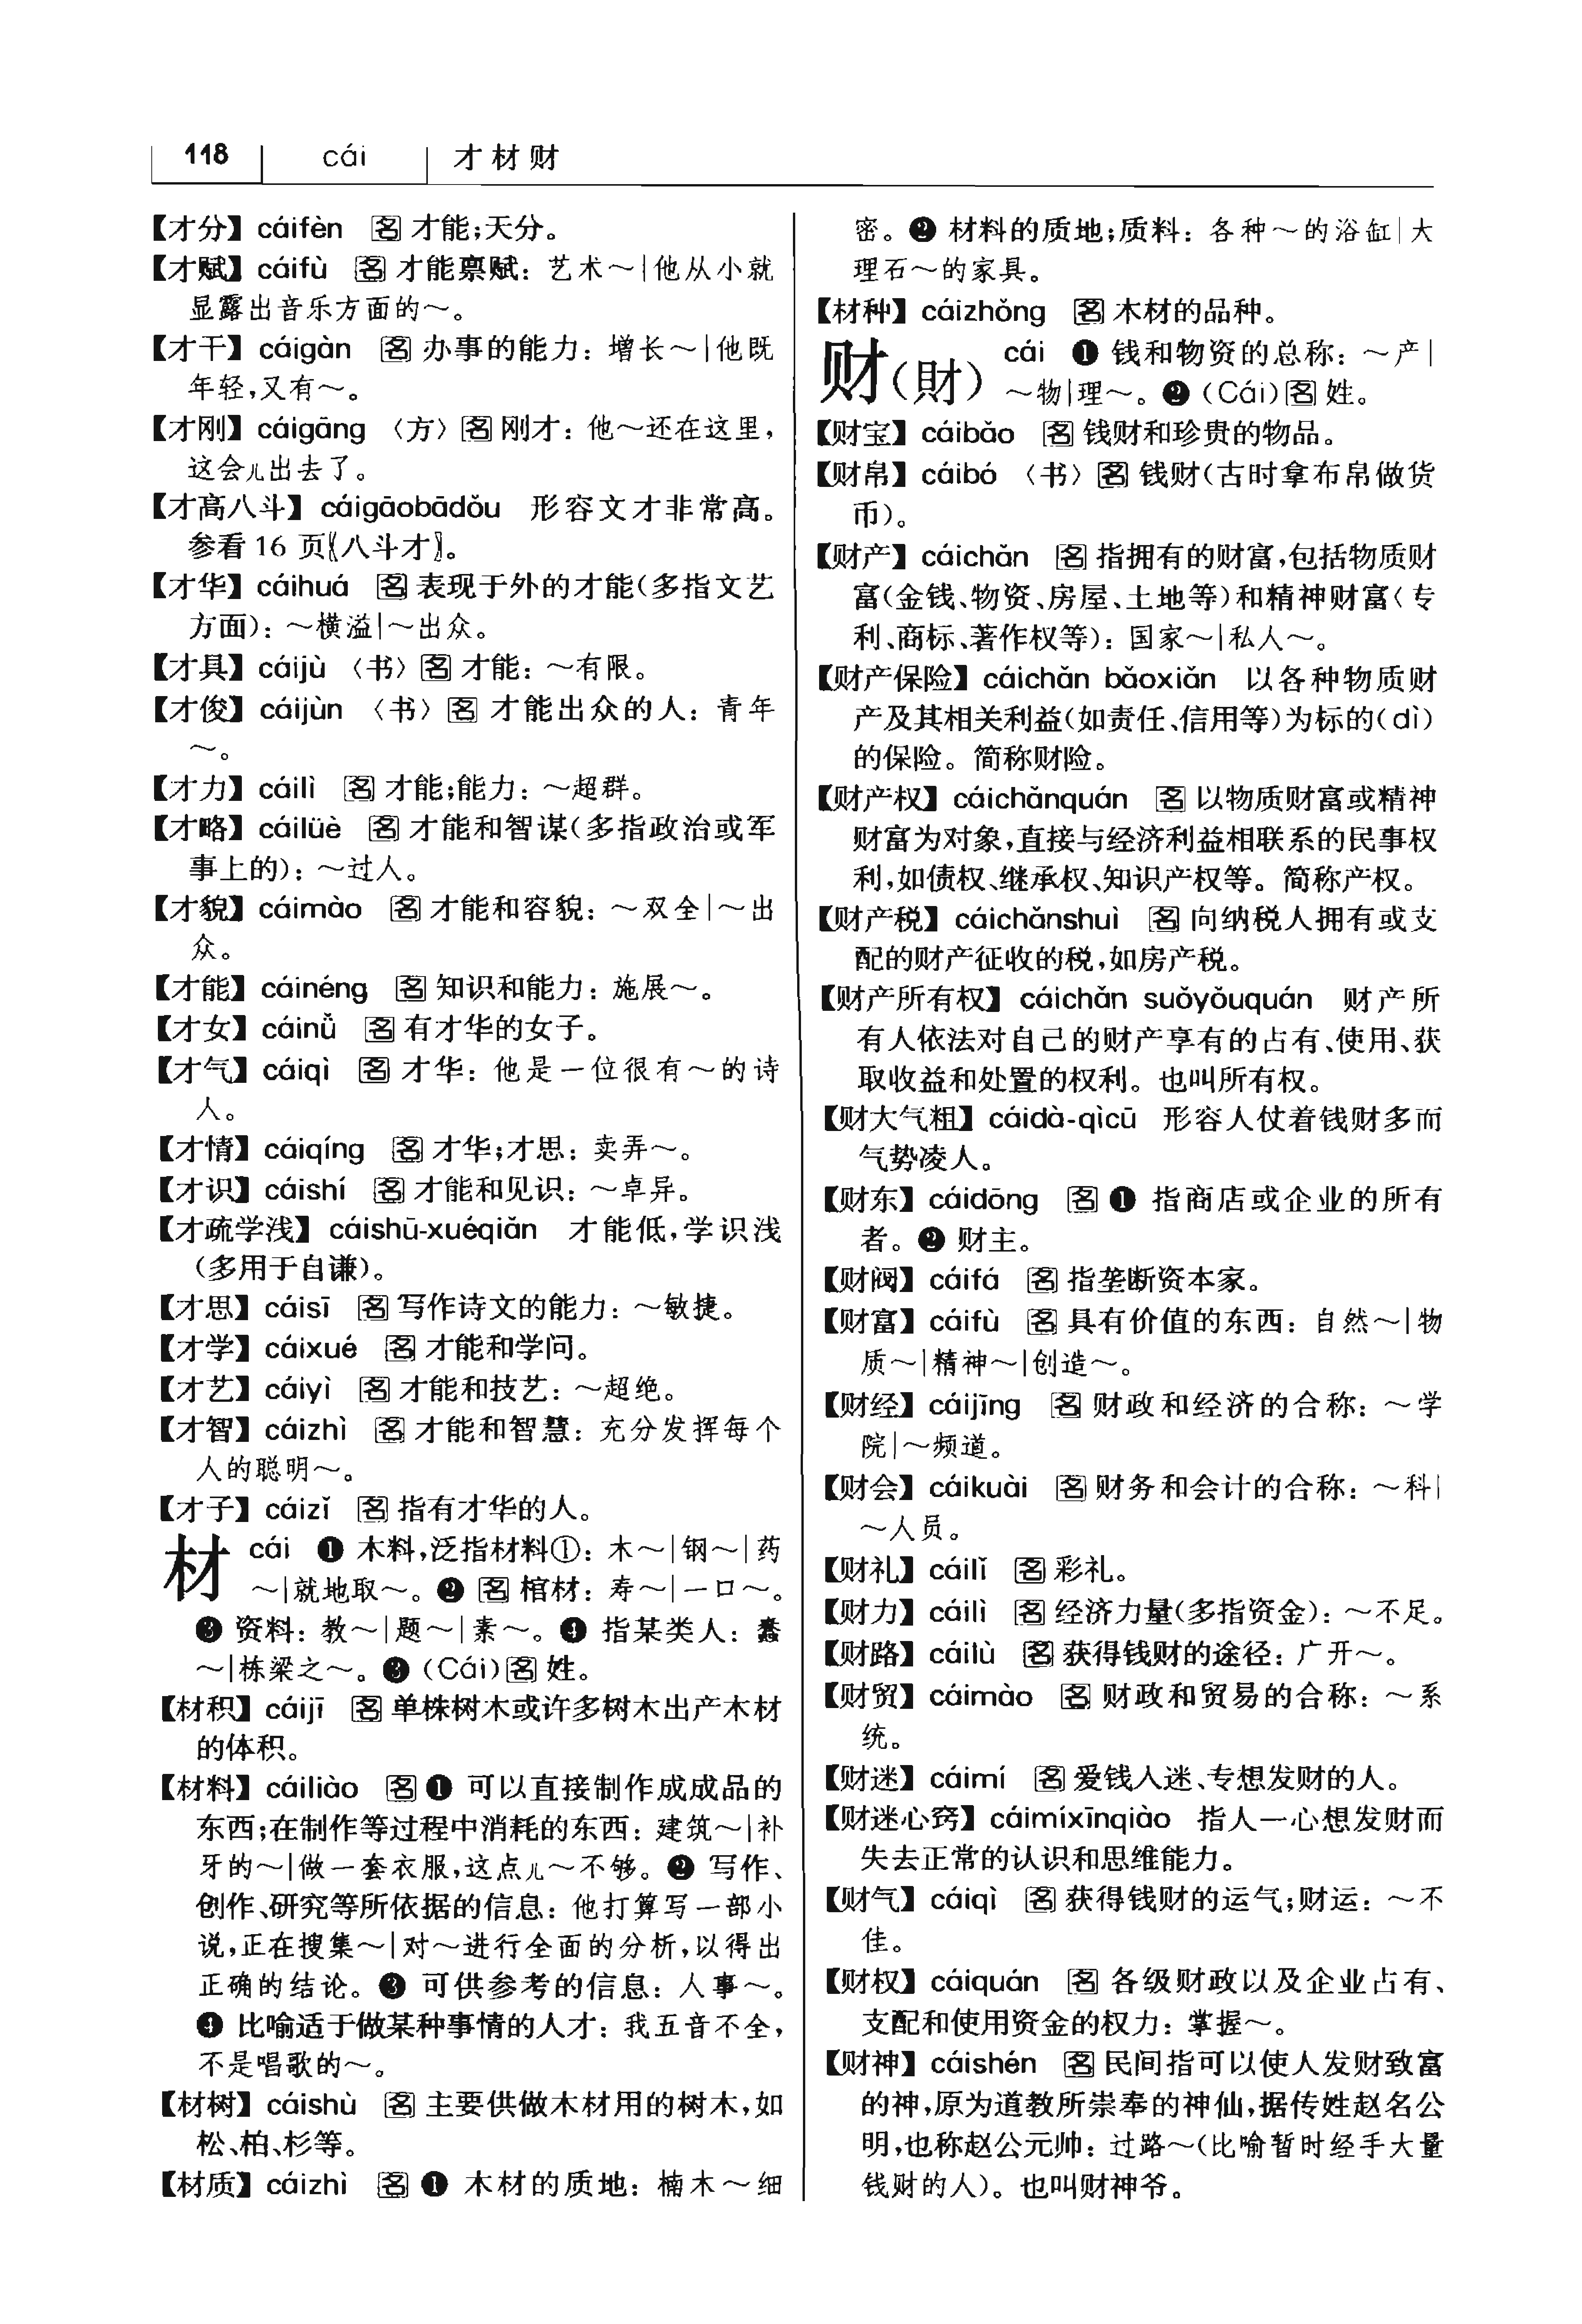 118 cái 才材财
【才分】 cáifèn 名 才能;天分。
【才赋】 cáifù 名 才能禀赋：艺术～|他从小就
显露出音乐方面的～。
【才干】 cáigàn 名 办事的能力：增长～|他既
年轻,又有～。
【才刚】 cáigāng 〈方〉 名 刚才：他～还在这里,
这会儿出去了。
【才高八斗】 cáigāobādǒu 形容文才非常高。
参看 16 页〖八斗才〗。
【才华】 cáihuá 名 表现于外的才能(多指文艺
方面)：～横溢|～出众。
【才具】 cáijù 〈书〉 名 才能：～有限。
【才俊】 cáijùn 〈书〉 名 才能出众的人：青年
～。
【才力】 cáilì 名 才能;能力：～超群。
【才略】 cáilüè 名 才能和智谋(多指政治或军
事上的)：～过人。
【才貌】 cáimào 名 才能和容貌：～双全|～出
众。
【才能】 cáinéng 名 知识和能力：施展～。
【才女】 cáinǚ 名 有才华的女子。
【才气】 cáiqì 名 才华：他是一位很有～的诗
人。
【才情】 cáiqíng 名 才华;才思：卖弄～。
【才识】 cáishí 名 才能和见识：～卓异。
【才疏学浅】 cáishū-xuéqiǎn 才能低,学识浅
(多用于自谦)。
【才思】 cáisī 名 写作诗文的能力：～敏捷。
【才学】 cáixué 名 才能和学问。
【才艺】 cáiyì 名 才能和技艺：～超绝。
【才智】 cáizhì 名 才能和智慧：充分发挥每个
人的聪明～。
【才子】 cáizǐ 名 指有才华的人。
材 cái ❶ 木料,泛指材料①：木～|钢～|药
～|就地取～。❷ 名 棺材：寿～|一口～。
❸ 资料：教～|题～|素～。❹ 指某类人：蠢
～|栋梁之～。❸ (Cái) 名 姓。
【材积】 cáijī 名 单株树木或许多树木出产木材
的体积。
【材料】 cáiliào 名 ❶ 可以直接制作成成品的
东西;在制作等过程中消耗的东西：建筑～|补
牙的～|做一套衣服,这点儿～不够。❷ 写作、
创作、研究等所依据的信息：他打算写一部小
说,正在搜集～|对～进行全面的分析,以得出
正确的结论。❸ 可供参考的信息：人事～。
❹ 比喻适于做某种事情的人才：我五音不全,
不是唱歌的～。
【材树】 cáishù 名 主要供做木材用的树木,如
松、柏、杉等。
【材质】 cáizhì 名 ❶ 木材的质地：楠木～细
密。❷ 材料的质地;质料：各种～的浴缸|大
理石～的家具。
【材种】 cáizhǒng 名 木材的品种。
财(財) cái ❶ 钱和物资的总称：～产|
～物|理～。❷ (Cái) 名 姓。
【财宝】 cáibǎo 名 钱财和珍贵的物品。
【财帛】 cáibó 〈书〉 名 钱财(古时拿布帛做货
币)。
【财产】 cáichǎn 名 指拥有的财富,包括物质财
富(金钱、物资、房屋、土地等)和精神财富(专
利、商标、著作权等)：国家～|私人～。
【财产保险】 cáichǎn bǎoxiǎn 以各种物质财
产及其相关利益(如责任、信用等)为标的(dì)
的保险。简称财险。
【财产权】 cáichǎnquán 名 以物质财富或精神
财富为对象,直接与经济利益相联系的民事权
利,如债权、继承权、知识产权等。简称产权。
【财产税】 cáichǎnshuì 名 向纳税人拥有或支
配的财产征收的税,如房产税。
【财产所有权】 cáichǎn suǒyǒuquán 财产所
有人依法对自己的财产享有的占有、使用、获
取收益和处置的权利。也叫所有权。
【财大气粗】 cáidà-qìcū 形容人仗着钱财多而
气势凌人。
【财东】 cáidōng 名 ❶ 指商店或企业的所有
者。❷ 财主。
【财阀】 cáifá 名 指垄断资本家。
【财富】 cáifù 名 具有价值的东西：自然～|物
质～|精神～|创造～。
【财经】 cáijīng 名 财政和经济的合称：～学
院|～频道。
【财会】 cáikuài 名 财务和会计的合称：～科|
～人员。
【财礼】 cáilǐ 名 彩礼。
【财力】 cáilì 名 经济力量(多指资金)：～不足。
【财路】 cáilù 名 获得钱财的途径：广开～。
【财贸】 cáimào 名 财政和贸易的合称：～系
统。
【财迷】 cáimí 名 爱钱入迷、专想发财的人。
【财迷心窍】 cáimíxīnqiào 指人一心想发财而
失去正常的认识和思维能力。
【财气】 cáiqì 名 获得钱财的运气;财运：～不
佳。
【财权】 cáiquán 名 各级财政以及企业占有、
支配和使用资金的权力：掌握～。
【财神】 cáishén 名 民间指可以使人发财致富
的神,原为道教所崇奉的神仙,据传姓赵名公
明,也称赵公元帅：过路～(比喻暂时经手大量
钱财的人)。也叫财神爷。